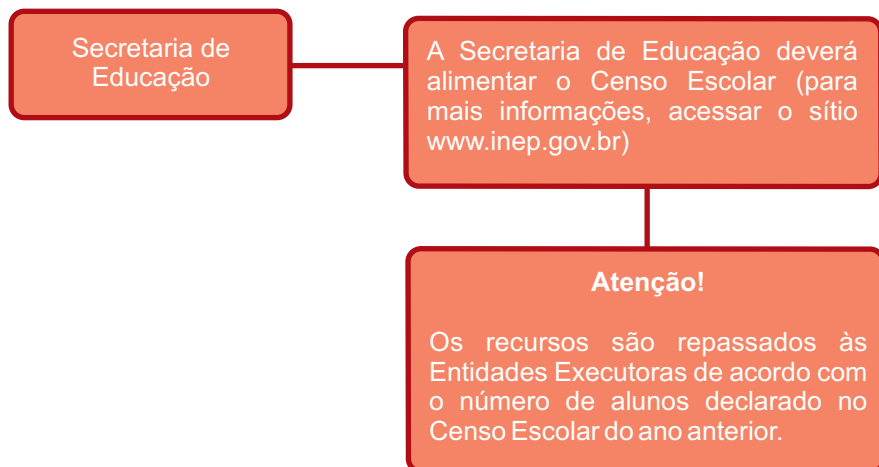 Secretaria de
Educação
A Secretaria de Educação deverá
alimentar o Censo Escolar (para
mais informações, acessar o sítio
www.inep.gov.br)
Atenção!
Os recursos são repassados às
Entidades Executoras de acordo com
o número de alunos declarado no
Censo Escolar do ano anterior.